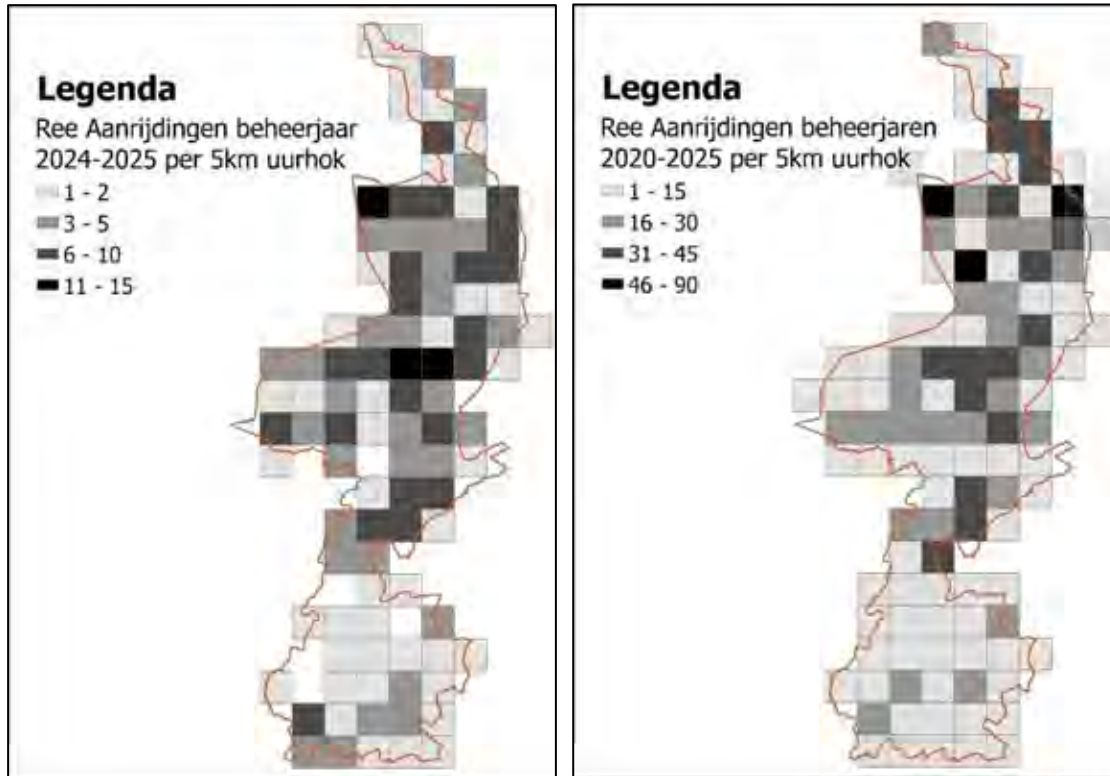 Legenda
Ree Aanrijdingen beheerjaar
2024-2025 per 5km uurhok
1 - 2
3 - 5
6 - 10
11 - 15
Legenda
Ree Aanrijdingen beheerjaren
2020-2025 per 5km uurhok
1 - 15
16 - 30
31 - 45
46 - 90